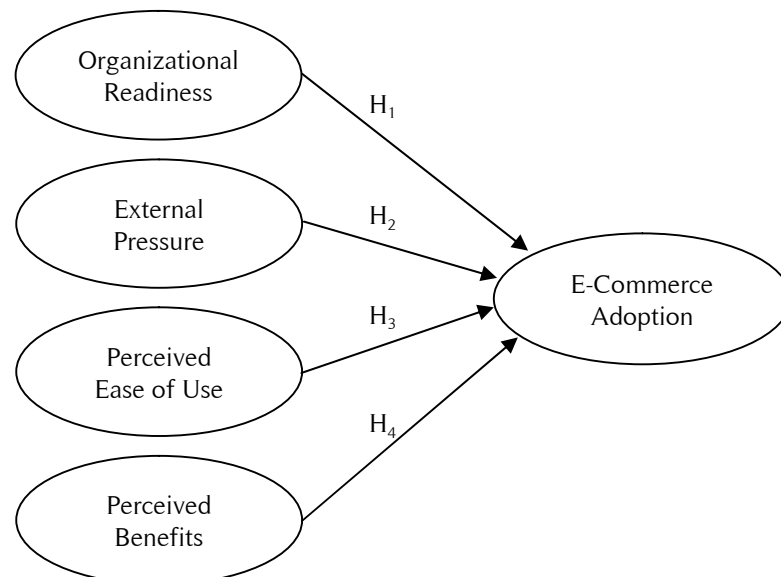 Organizational
Readiness
H₁
External
Pressure
H₂
E-Commerce
Adoption
Perceived
Ease of Use
H₃
Perceived
Benefits
H₄